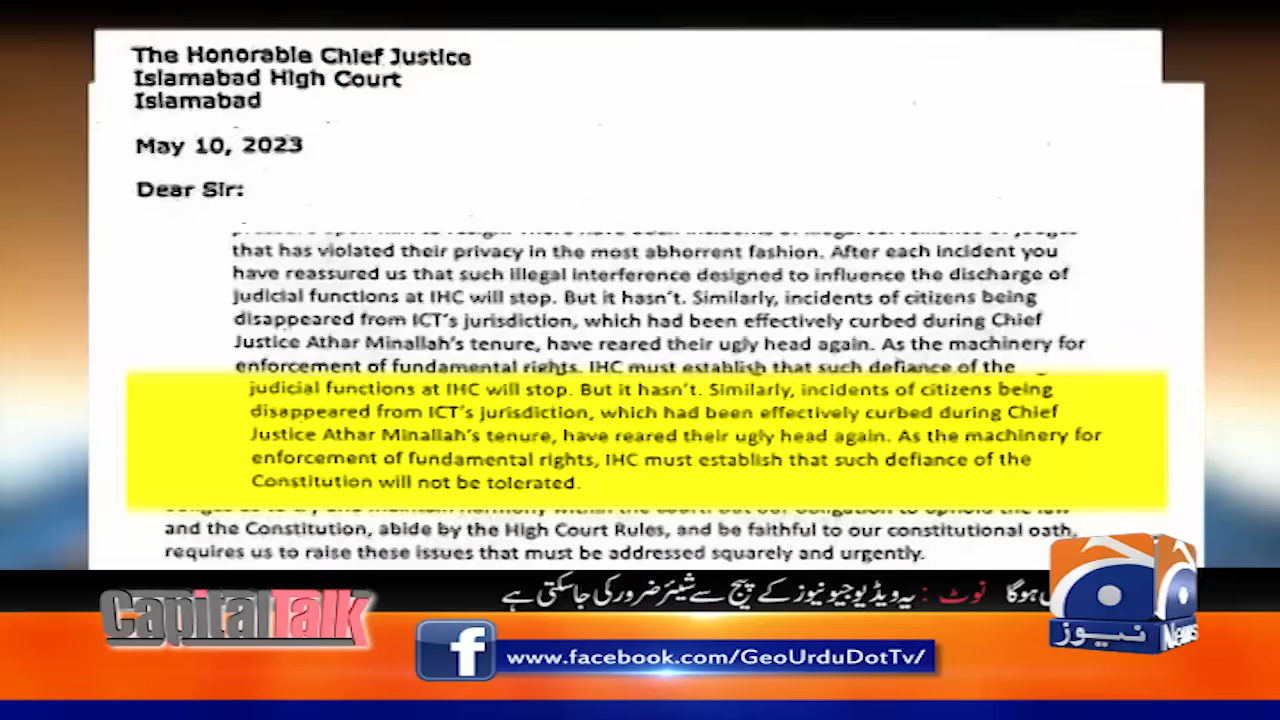 The Honorable Chief Justice
Islamabad High Court
Islamabad
May 10, 2023
Dear Sir:
that has violated their privacy in the most abhorrent fashion. After each incident you
have reassured us that such illegal interference designed to influence the discharge of
judicial functions at IHC will stop. But it hasn't. Similarly, incidents of citizens being
disappeared from ICT's jurisdiction, which had been effectively curbed during Chief
Justice Athar Minallah's tenure, have reared their ugly head again. As the machinery for
enforcement of fundamental rights, IHC must establish that such defiance of the
judicial functions at IHC will stop. But it hasn't. Similarly, incidents of citizens being
disappeared from ICT's jurisdiction, which had been effectively curbed during Chief
Justice Athar Minallah's tenure, have reared their ugly head again. As the machinery for
enforcement of fundamental rights, IHC must establish that such defiance of the
Constitution will not be tolerated.
and the Constitution, abide by the High Court Rules, and be faithful to our constitutional oath,
requires us to raise these issues that must be addressed squarely and urgently.
ہوگا نوٹ : یہ ویڈیو جیو نیوز کے پیج سے شیئر ضرور کی جاسکتی ہے
Capital Talk
f www.facebook.com/GeoUrduDotTv/
نیوز News